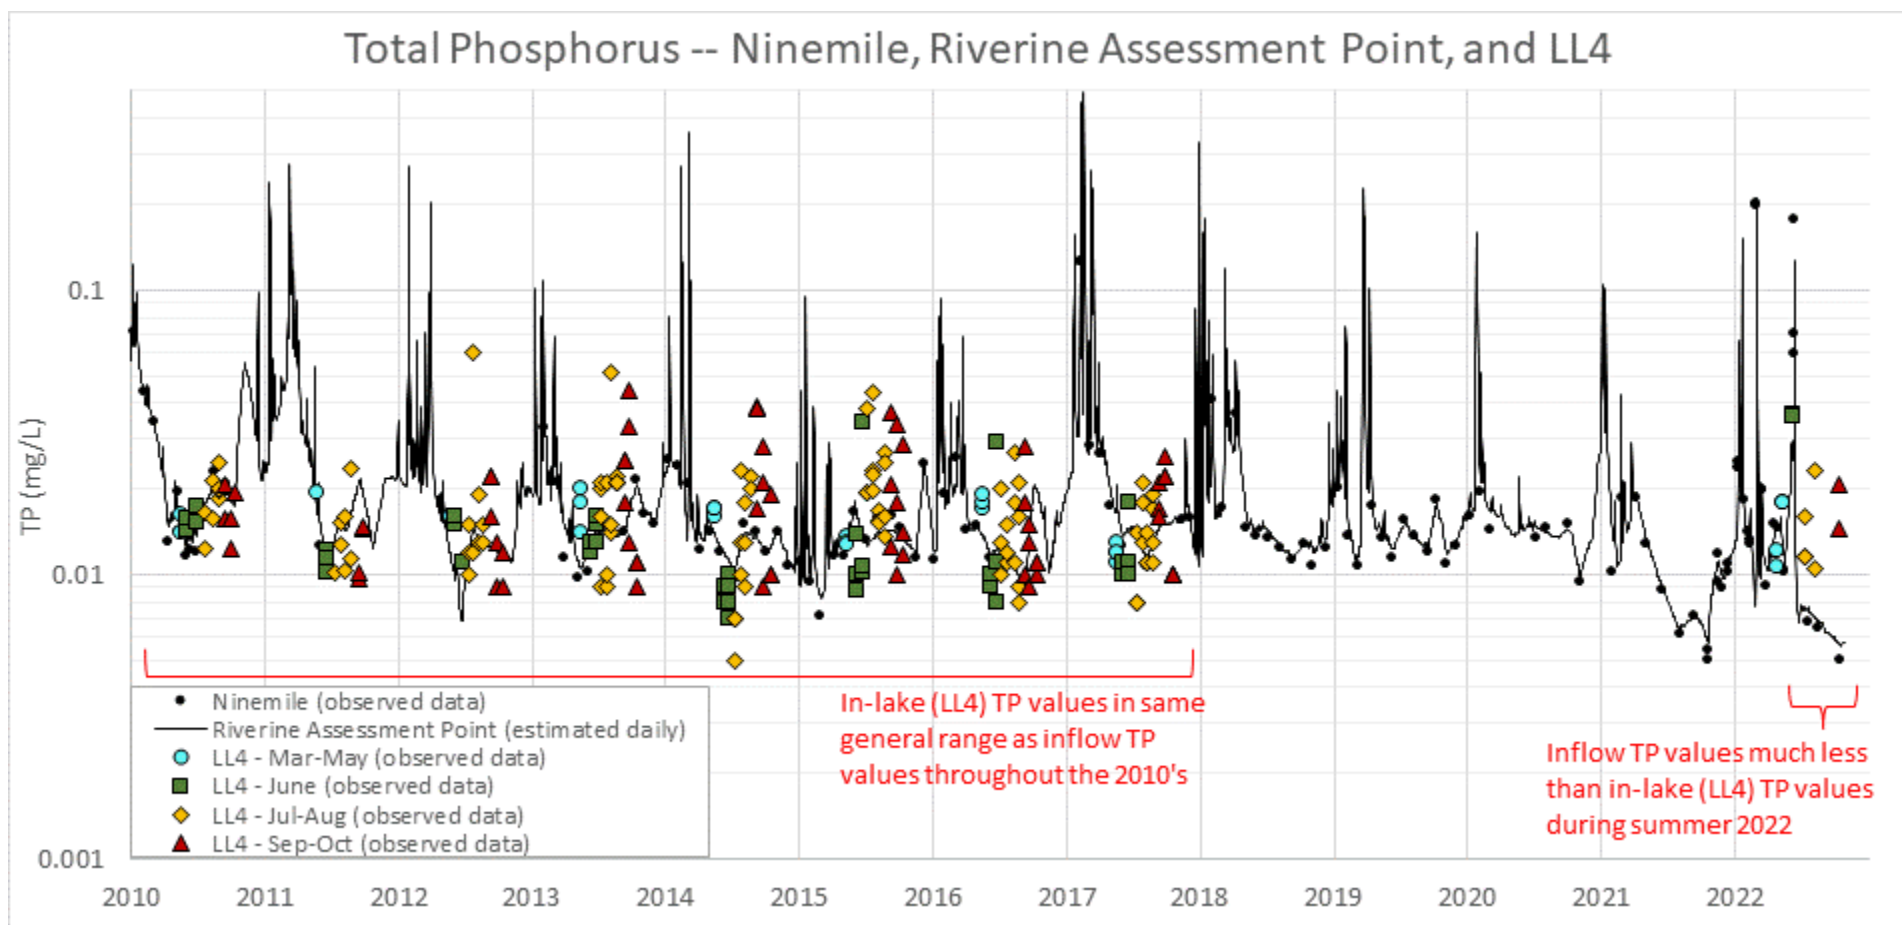 Total Phosphorus -- Ninemile, Riverine Assessment Point, and LL4
TP (mg/L)
0.1
0.01
0.001
Ninemile (observed data)
Riverine Assessment Point (estimated daily)
LL4 - Mar-May (observed data)
LL4 - June (observed data)
LL4 - Jul-Aug (observed data)
LL4 - Sep-Oct (observed data)
In-lake (LL4) TP values in same
general range as inflow TP
values throughout the 2010's
Inflow TP values much less
than in-lake (LL4) TP values
during summer 2022
2010 2011 2012 2013 2014 2015 2016 2017 2018 2019 2020 2021 2022